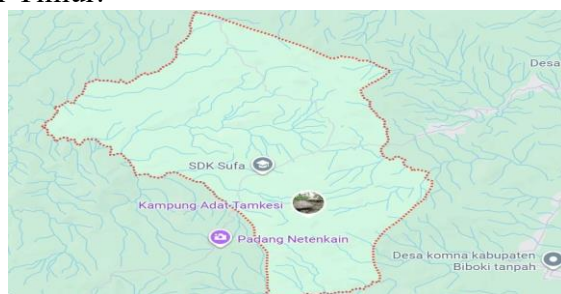 Timur.
Desa
SDK Sufa
Kampung Adat Tamkesi
Padang Netenkain
Desa komna kabupaten
Biboki tanpah